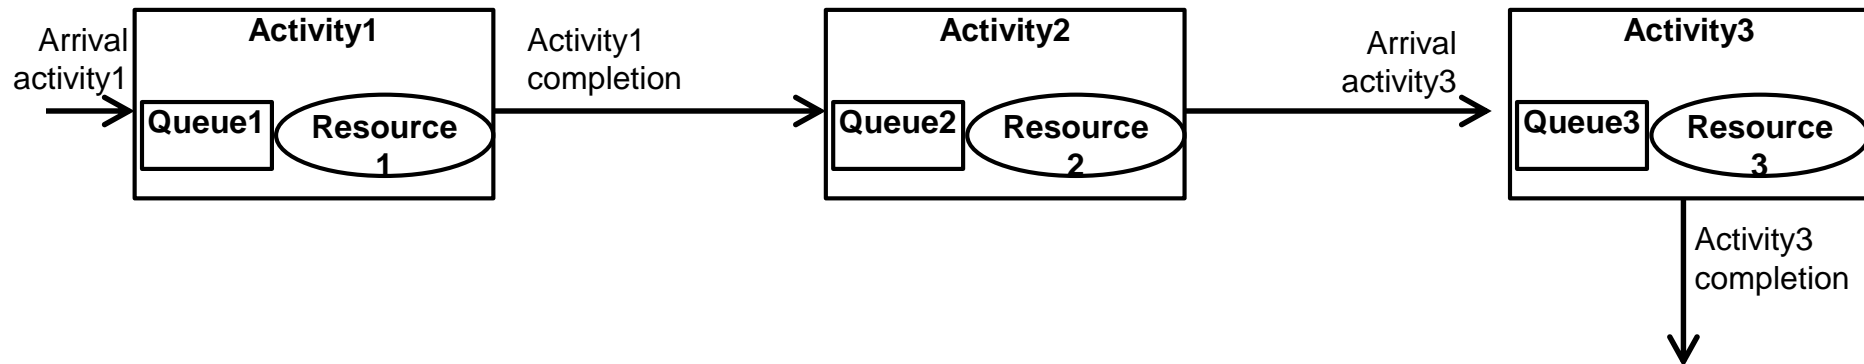 Arrival
activity1
Activity1
Queue1
Resource
1
Activity1
completion
Activity2
Queue2
Resource
2
Arrival
activity3
Activity3
Queue3
Resource
3
Activity3
completion